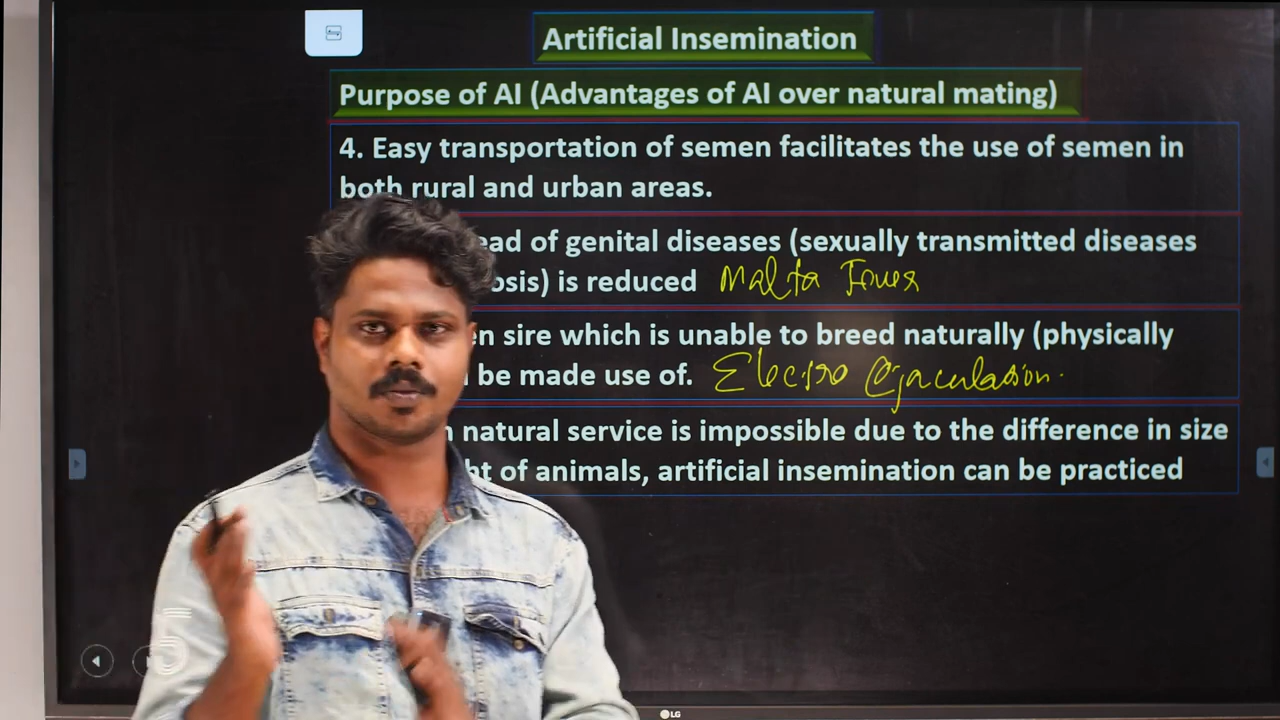 Artificial Insemination
Purpose of AI (Advantages of AI over natural mating)
4. Easy transportation of semen facilitates the use of semen in
both rural and urban areas.
ead of genital diseases (sexually transmitted diseases
osis) is reduced Malta
n sire which is unable to breed naturally (physically
be made use of. Electro Ejaculation.
n natural service is impossible due to the difference in size
ht of animals, artificial insemination can be practiced
LG